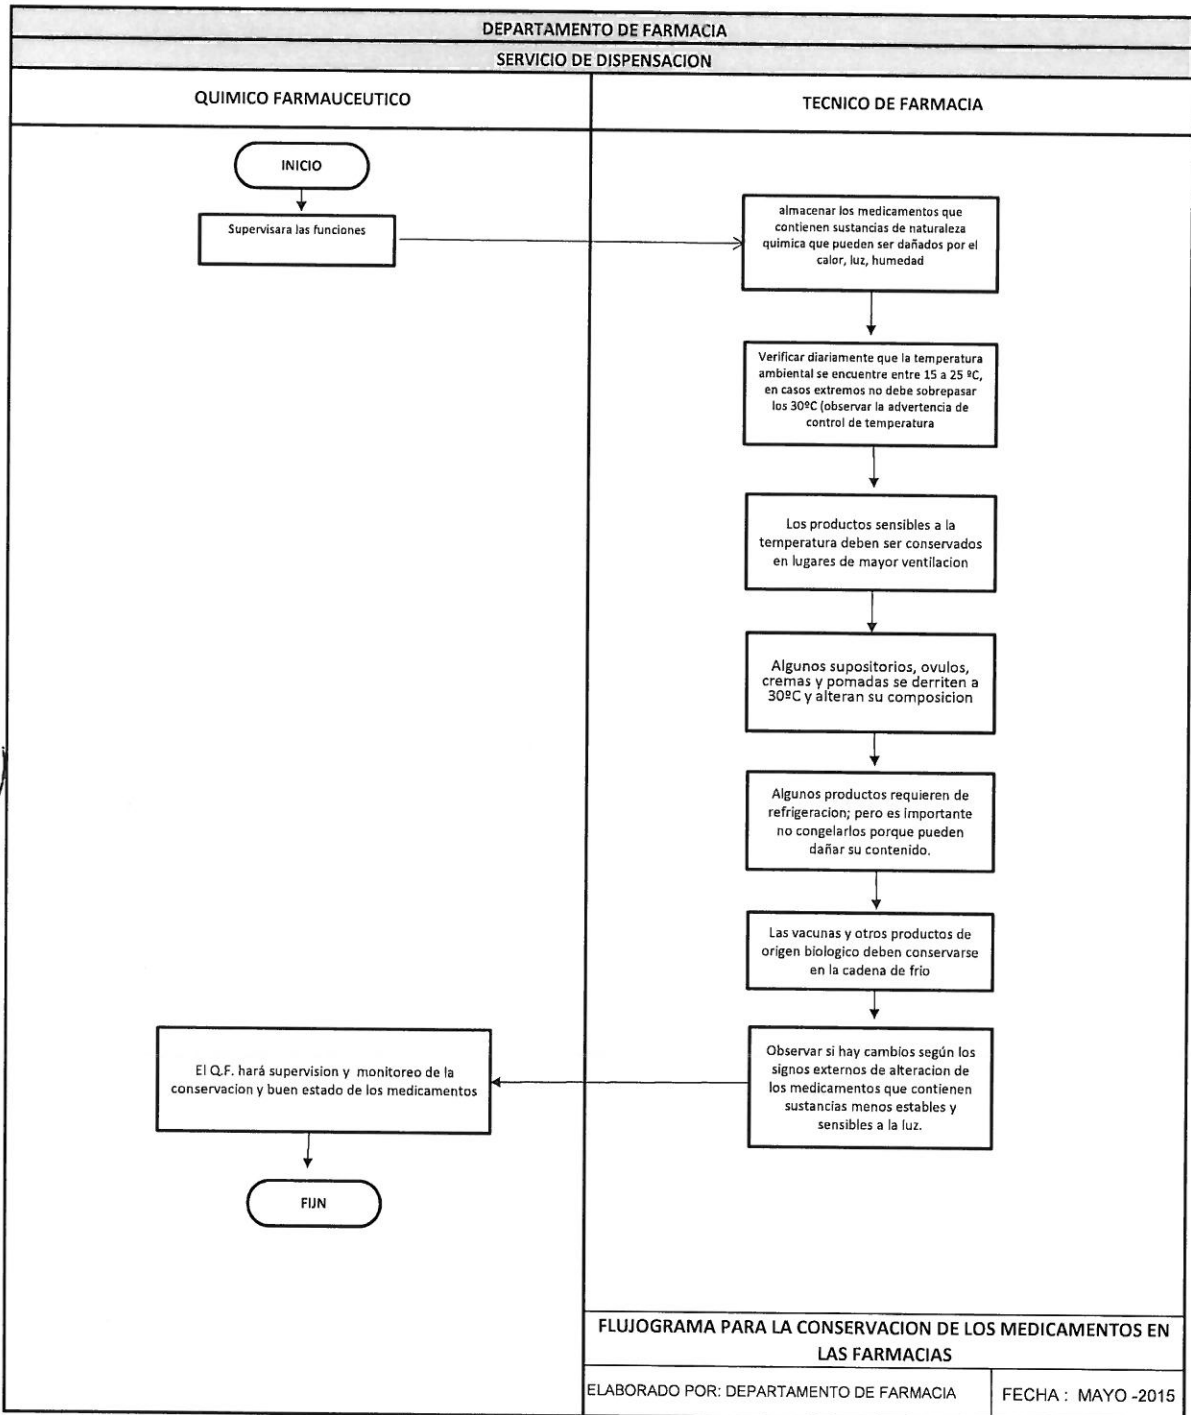 DEPARTAMENTO DE FARMACIA
SERVICIO DE DISPENSACION
QUIMICO FARMAUCEUTICO
TECNICO DE FARMACIA
INICIO
Supervisara las funciones
almacenar los medicamentos que
contienen sustancias de naturaleza
quimica que pueden ser dañados por el
calor, luz, humedad
Verificar diariamente que la temperatura
ambiental se encuentre entre 15 a 25 ºC,
en casos extremos no debe sobrepasar
los 30ºC (observar la advertencia de
control de temperatura
Los productos sensibles a la
temperatura deben ser conservados
en lugares de mayor ventilacion
Algunos supositorios, ovulos,
cremas y pomadas se derriten a
30ºC y alteran su composicion
Algunos productos requieren de
refrigeracion; pero es importante
no congelarlos porque pueden
dañar su contenido.
Las vacunas y otros productos de
origen biologico deben conservarse
en la cadena de frio
Observar si hay cambios según los
signos externos de alteracion de
los medicamentos que contienen
sustancias menos estables y
sensibles a la luz.
El Q.F. hará supervision y monitoreo de la
conservacion y buen estado de los medicamentos
FIJN
FLUJOGRAMA PARA LA CONSERVACION DE LOS MEDICAMENTOS EN
LAS FARMACIAS
ELABORADO POR: DEPARTAMENTO DE FARMACIA
FECHA : MAYO -2015